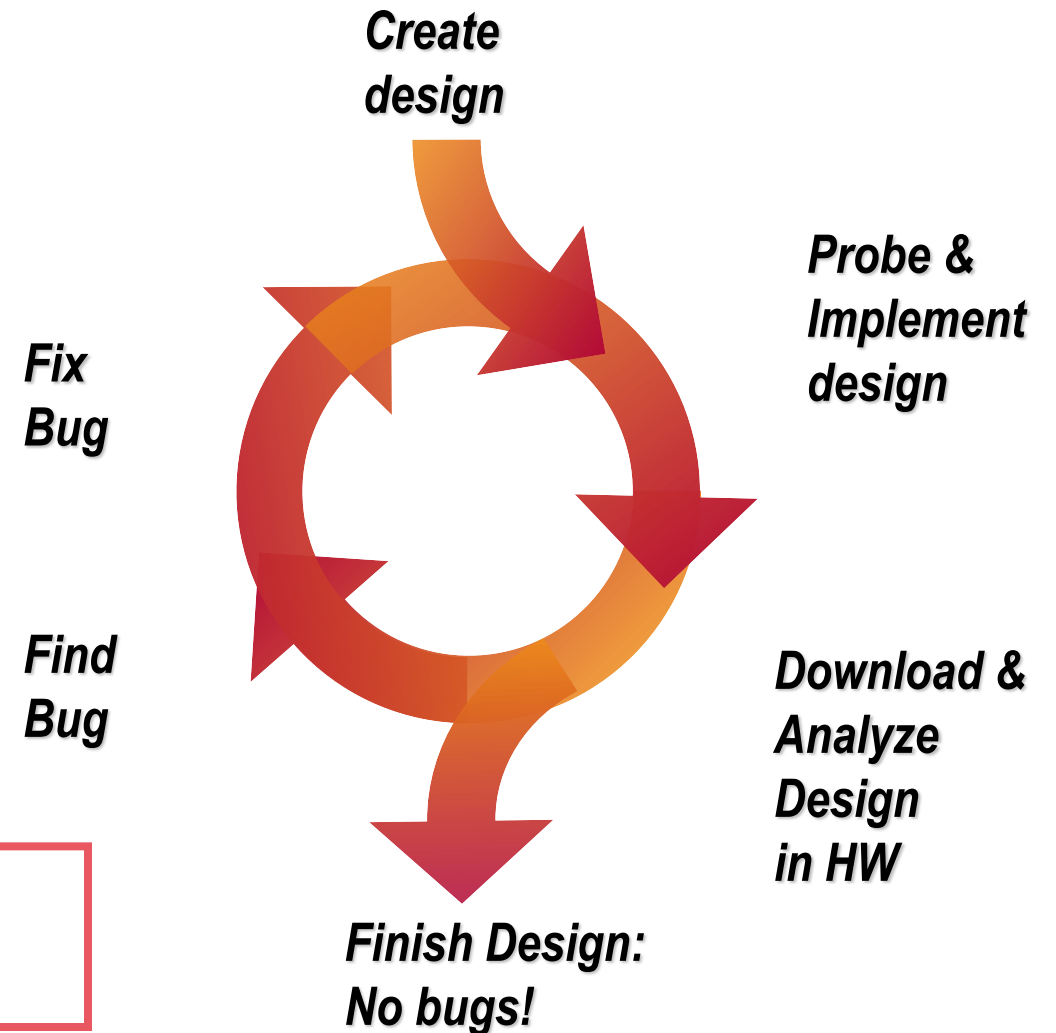 Create
design
Probe &
Implement
design
Fix
Bug
Find
Bug
Download &
Analyze
Design
in HW
Finish Design:
No bugs!